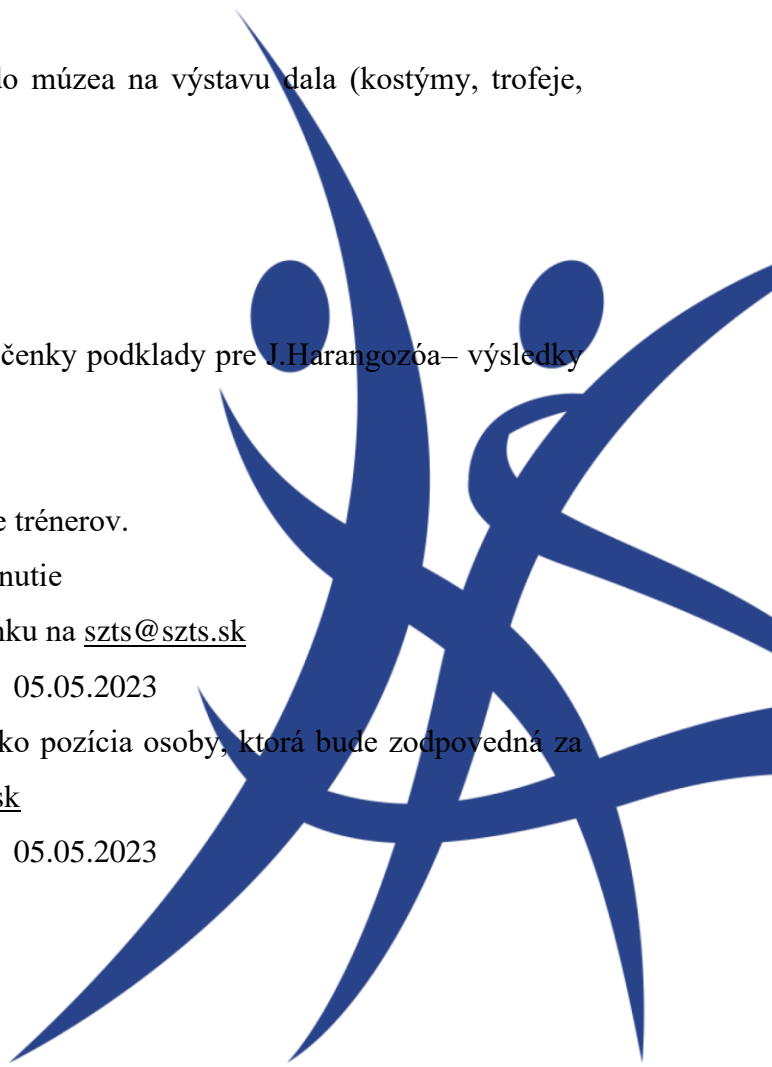 do múzea na výstavu dala (kostýmy, trofeje,
čenky podklady pre J.Harangozóa– výsledky
e trénerov.
nutie
nku na szts@szts.sk
05.05.2023
ko pozícia osoby, ktorá bude zodpovedná za
sk
05.05.2023